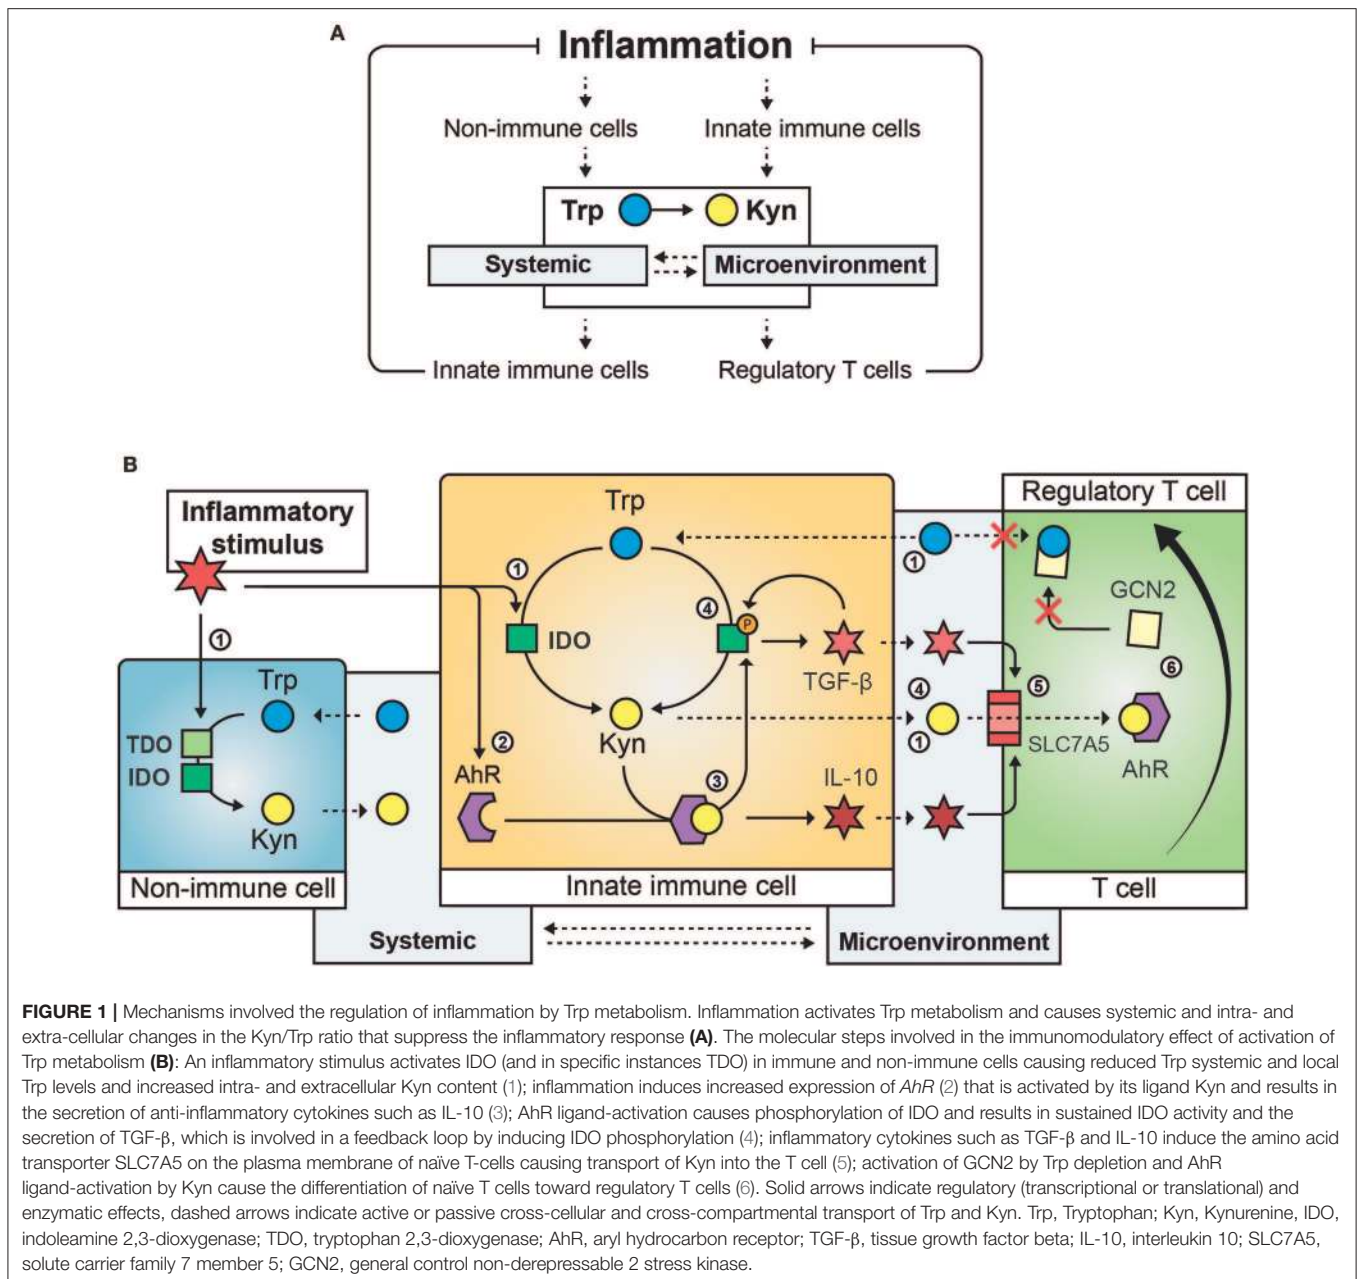 A
Inflammation
Non-immune cells
Innate immune cells
Trp
Kyn
Systemic
Microenvironment
Innate immune cells
Regulatory T cells
B
Inflammatory
stimulus
1
1
Trp
TDO
IDO
Kyn
Non-immune cell
Trp
IDO
4
P
TGF-β
Kyn
2
AhR
3
IL-10
Innate immune cell
1
4
1
Regulatory T cell
GCN2
6
5
SLC7A5
AhR
T cell
Systemic
Microenvironment
FIGURE 1 | Mechanisms involved the regulation of inflammation by Trp metabolism. Inflammation activates Trp metabolism and causes systemic and intra- and
extra-cellular changes in the Kyn/Trp ratio that suppress the inflammatory response (A). The molecular steps involved in the immunomodulatory effect of activation of
Trp metabolism (B): An inflammatory stimulus activates IDO (and in specific instances TDO) in immune and non-immune cells causing reduced Trp systemic and local
Trp levels and increased intra- and extracellular Kyn content (1); inflammation induces increased expression of AhR (2) that is activated by its ligand Kyn and results in
the secretion of anti-inflammatory cytokines such as IL-10 (3); AhR ligand-activation causes phosphorylation of IDO and results in sustained IDO activity and the
secretion of TGF-β, which is involved in a feedback loop by inducing IDO phosphorylation (4); inflammatory cytokines such as TGF-β and IL-10 induce the amino acid
transporter SLC7A5 on the plasma membrane of naïve T-cells causing transport of Kyn into the T cell (5); activation of GCN2 by Trp depletion and AhR
ligand-activation by Kyn cause the differentiation of naïve T cells toward regulatory T cells (6). Solid arrows indicate regulatory (transcriptional or translational) and
enzymatic effects, dashed arrows indicate active or passive cross-cellular and cross-compartmental transport of Trp and Kyn. Trp, Tryptophan; Kyn, Kynurenine, IDO,
indoleamine 2,3-dioxygenase; TDO, tryptophan 2,3-dioxygenase; AhR, aryl hydrocarbon receptor; TGF-β, tissue growth factor beta; IL-10, interleukin 10; SLC7A5,
solute carrier family 7 member 5; GCN2, general control non-derepressable 2 stress kinase.